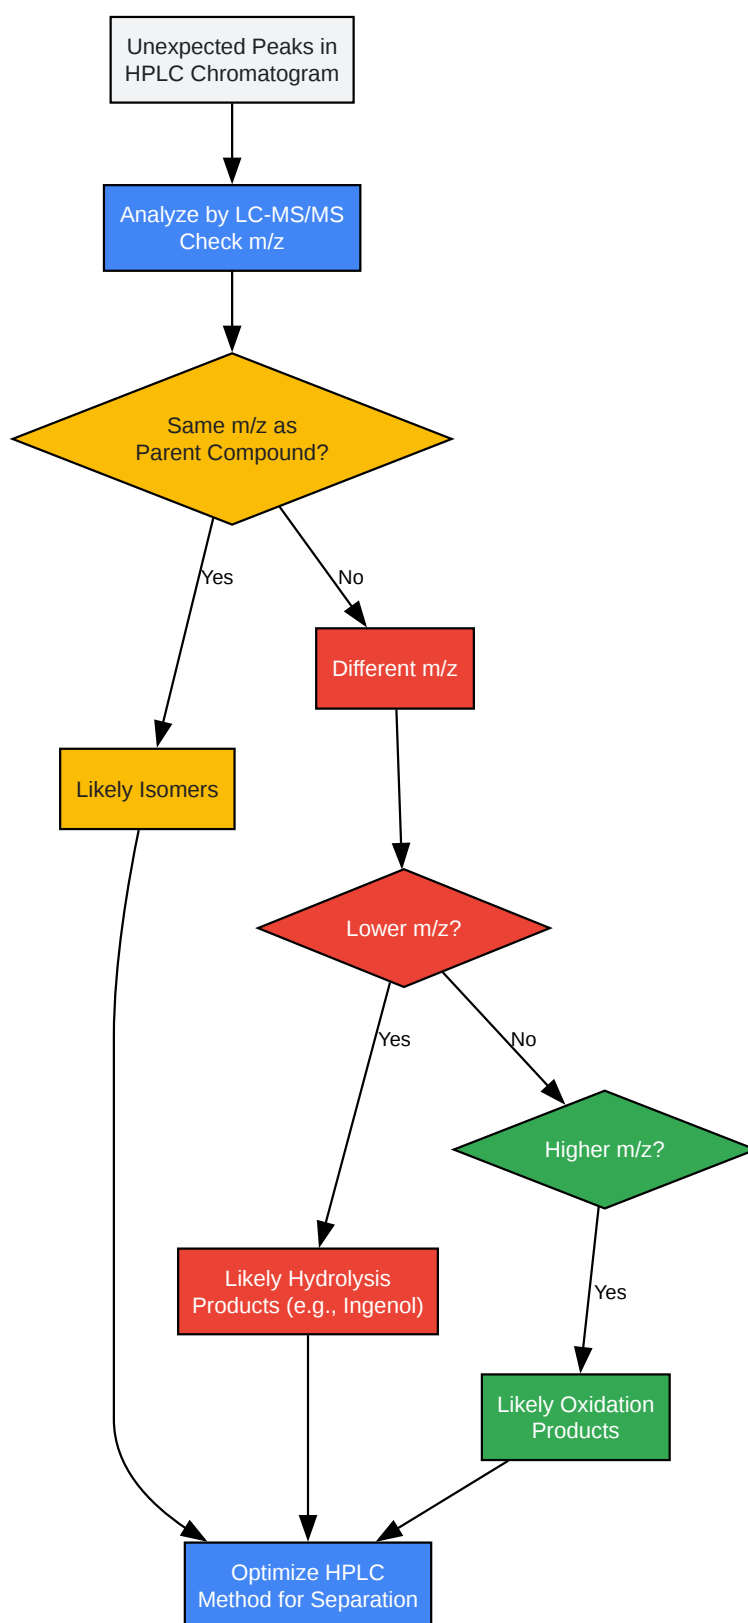 Unexpected Peaks in
HPLC Chromatogram
Analyze by LC-MS/MS
Check m/z
Same m/z as
Parent Compound?
Yes
No
Different m/z
Likely Isomers
Lower m/z?
Yes
No
Higher m/z?
Likely Hydrolysis
Products (e.g., Ingenol)
Yes
Likely Oxidation
Products
Optimize HPLC
Method for Separation